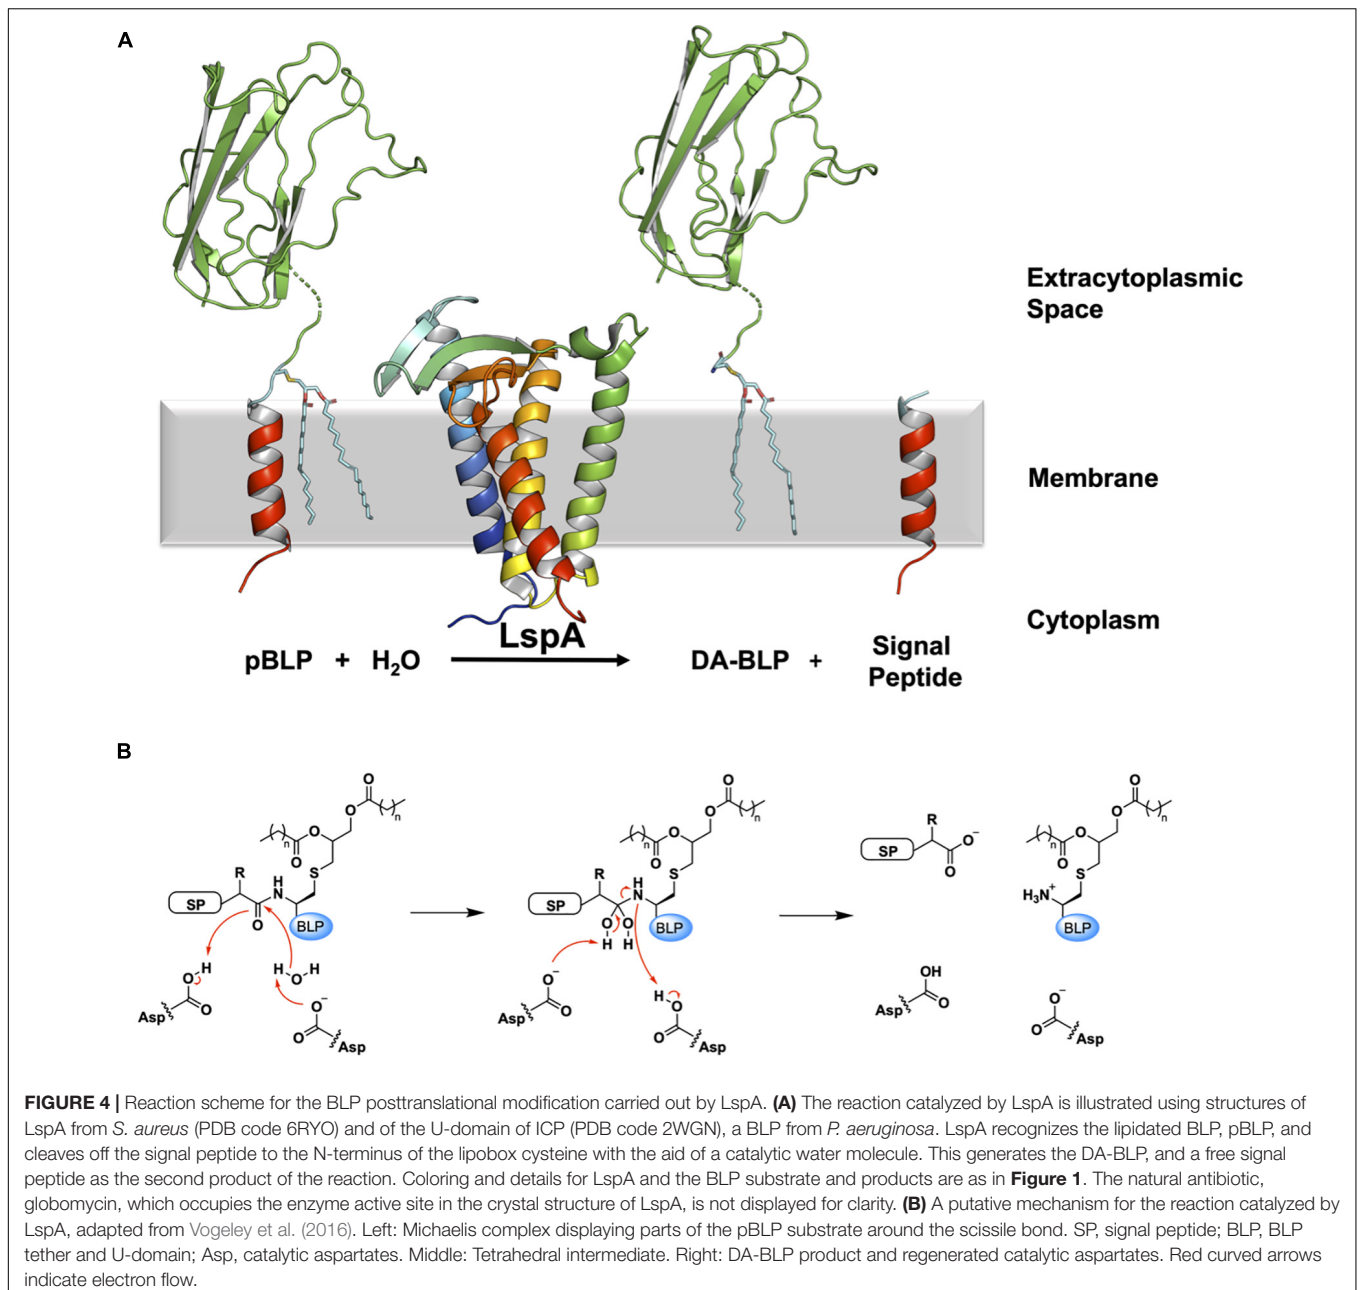 A
Extracytoplasmic
Space
Membrane
Cytoplasm
LspA
pBLP + H₂O
DA-BLP +
Signal
Peptide
B
O
O
( )n
( )n
O
O
S
R
H
N
SP
O
BLP
H
O
H
H
O
O
Asp
O⁻
O
Asp
O
O
( )n
( )n
O
O
S
R
H
N
SP
O
O
H
H
BLP
O⁻
O
Asp
H
O
O
Asp
R
SP
O⁻
O
O
O
( )n
( )n
O
O
S
H₃N⁺
BLP
OH
O
Asp
O⁻
O
Asp
FIGURE 4 | Reaction scheme for the BLP posttranslational modification carried out by LspA. (A) The reaction catalyzed by LspA is illustrated using structures of
LspA from S. aureus (PDB code 6RYO) and of the U-domain of ICP (PDB code 2WGN), a BLP from P. aeruginosa. LspA recognizes the lipidated BLP, pBLP, and
cleaves off the signal peptide to the N-terminus of the lipobox cysteine with the aid of a catalytic water molecule. This generates the DA-BLP, and a free signal
peptide as the second product of the reaction. Coloring and details for LspA and the BLP substrate and products are as in Figure 1. The natural antibiotic,
globomycin, which occupies the enzyme active site in the crystal structure of LspA, is not displayed for clarity. (B) A putative mechanism for the reaction catalyzed by
LspA, adapted from Vogeley et al. (2016). Left: Michaelis complex displaying parts of the pBLP substrate around the scissile bond. SP, signal peptide; BLP, BLP
tether and U-domain; Asp, catalytic aspartates. Middle: Tetrahedral intermediate. Right: DA-BLP product and regenerated catalytic aspartates. Red curved arrows
indicate electron flow.